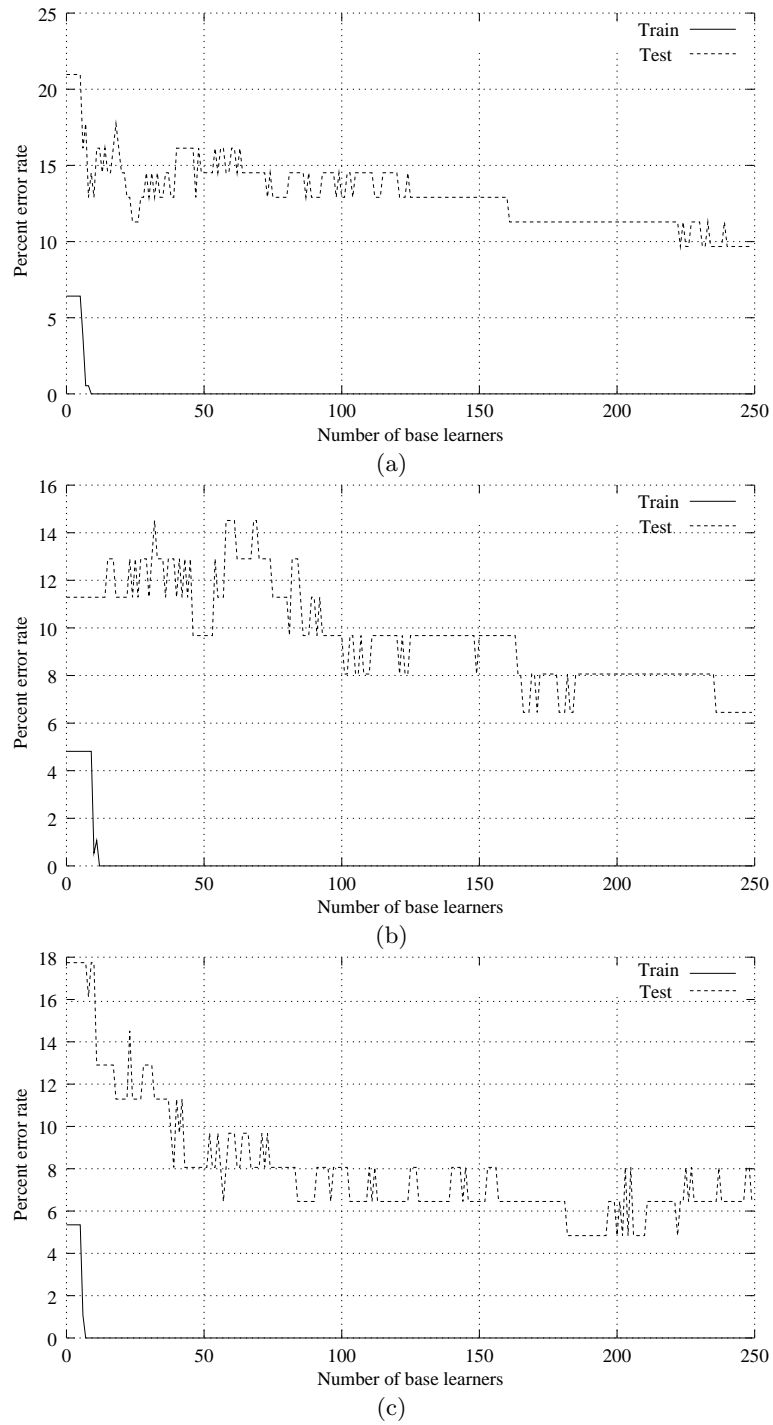 25
20
15
10
5
0
Percent error rate
Train
Test
0 50 100 150 200 250
Number of base learners
(a)
16
14
12
10
8
6
4
2
0
Percent error rate
Train
Test
0 50 100 150 200 250
Number of base learners
(b)
18
16
14
12
10
8
6
4
2
0
Percent error rate
Train
Test
0 50 100 150 200 250
Number of base learners
(c)